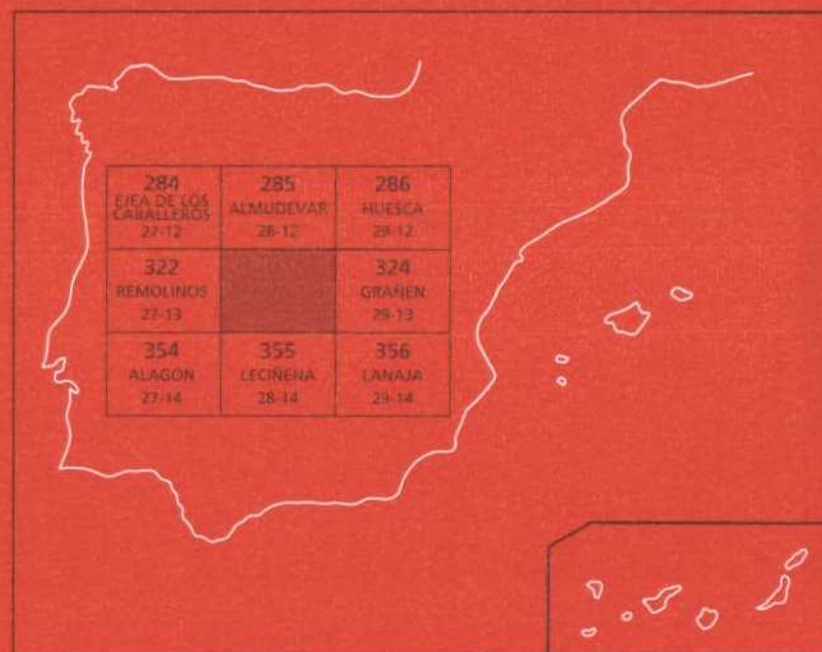 284
EJEA DE LOS
CABALLEROS
27-12
285
ALMUDEVAR
28-12
286
HUESCA
29-12
322
REMOLINOS
27-13
324
GRAÑEN
29-13
354
ALAGON
27-14
355
LECIÑENA
28-14
356
LANAJA
29-14